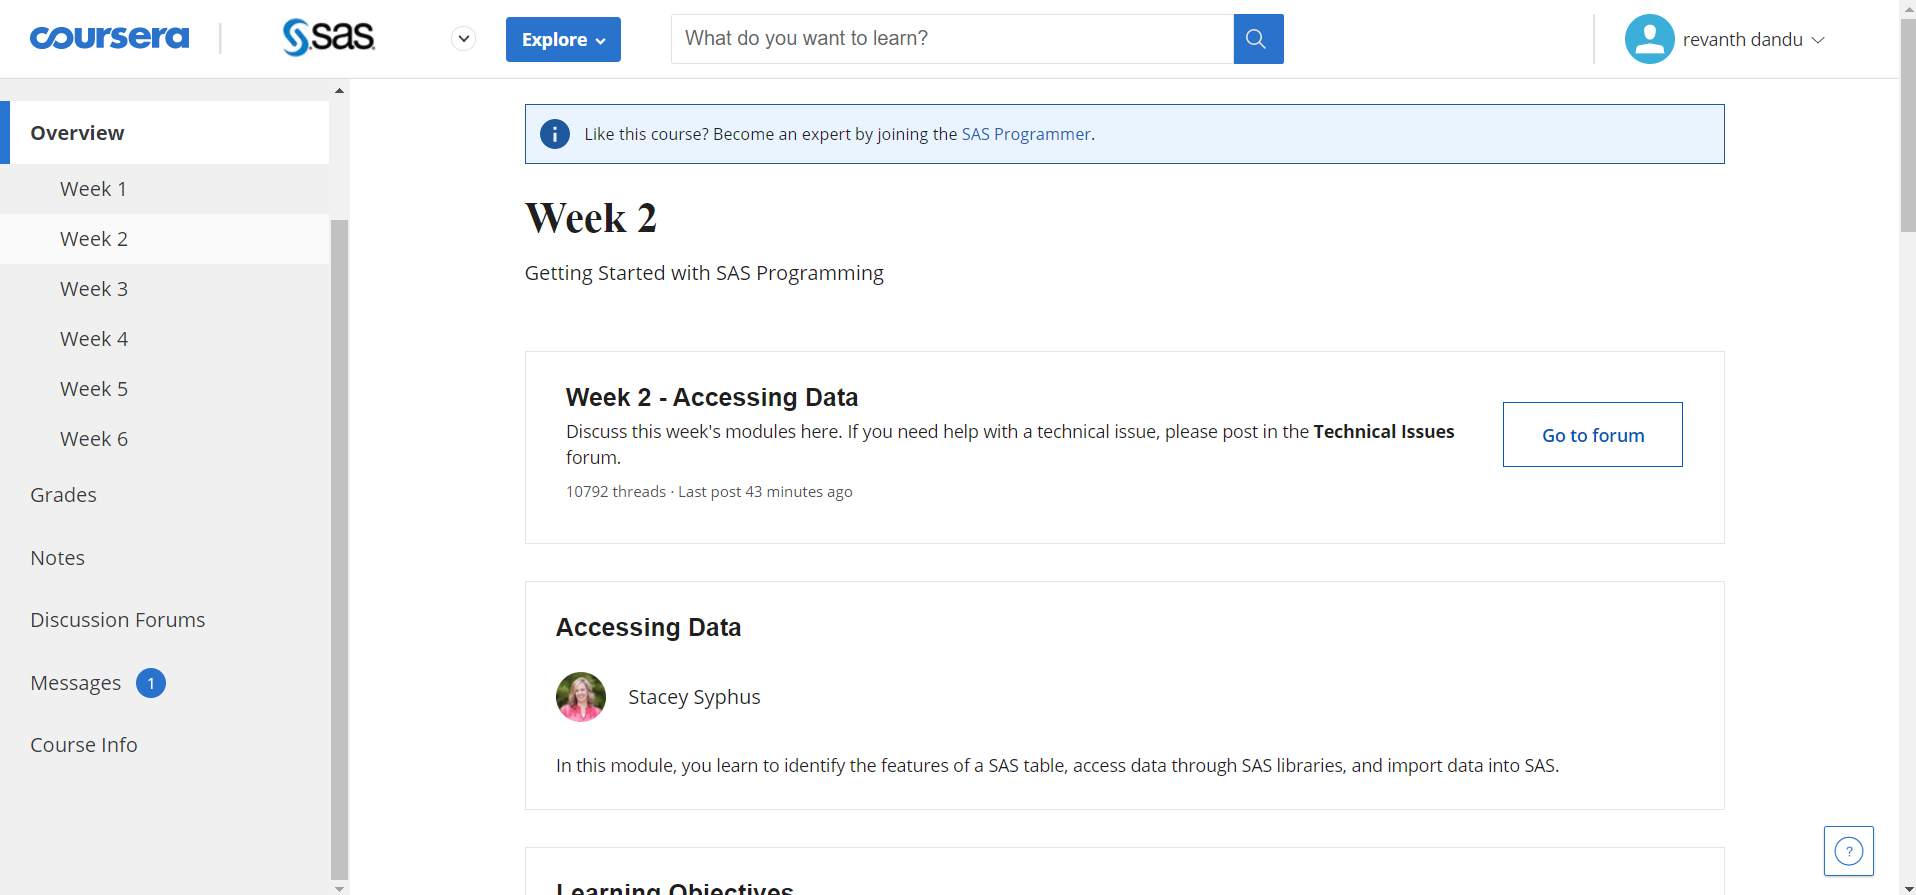 coursera
sas
Explore
What do you want to learn?
revanth dandu
Overview
Week 1
Week 2
Week 3
Week 4
Week 5
Week 6
Grades
Notes
Discussion Forums
Messages 1
Course Info
Like this course? Become an expert by joining the SAS Programmer.
Week 2
Getting Started with SAS Programming
Week 2 - Accessing Data
Discuss this week's modules here. If you need help with a technical issue, please post in the Technical Issues
forum.
10792 threads · Last post 43 minutes ago
Go to forum
Accessing Data
Stacey Syphus
In this module, you learn to identify the features of a SAS table, access data through SAS libraries, and import data into SAS.
Learning Objectives
?